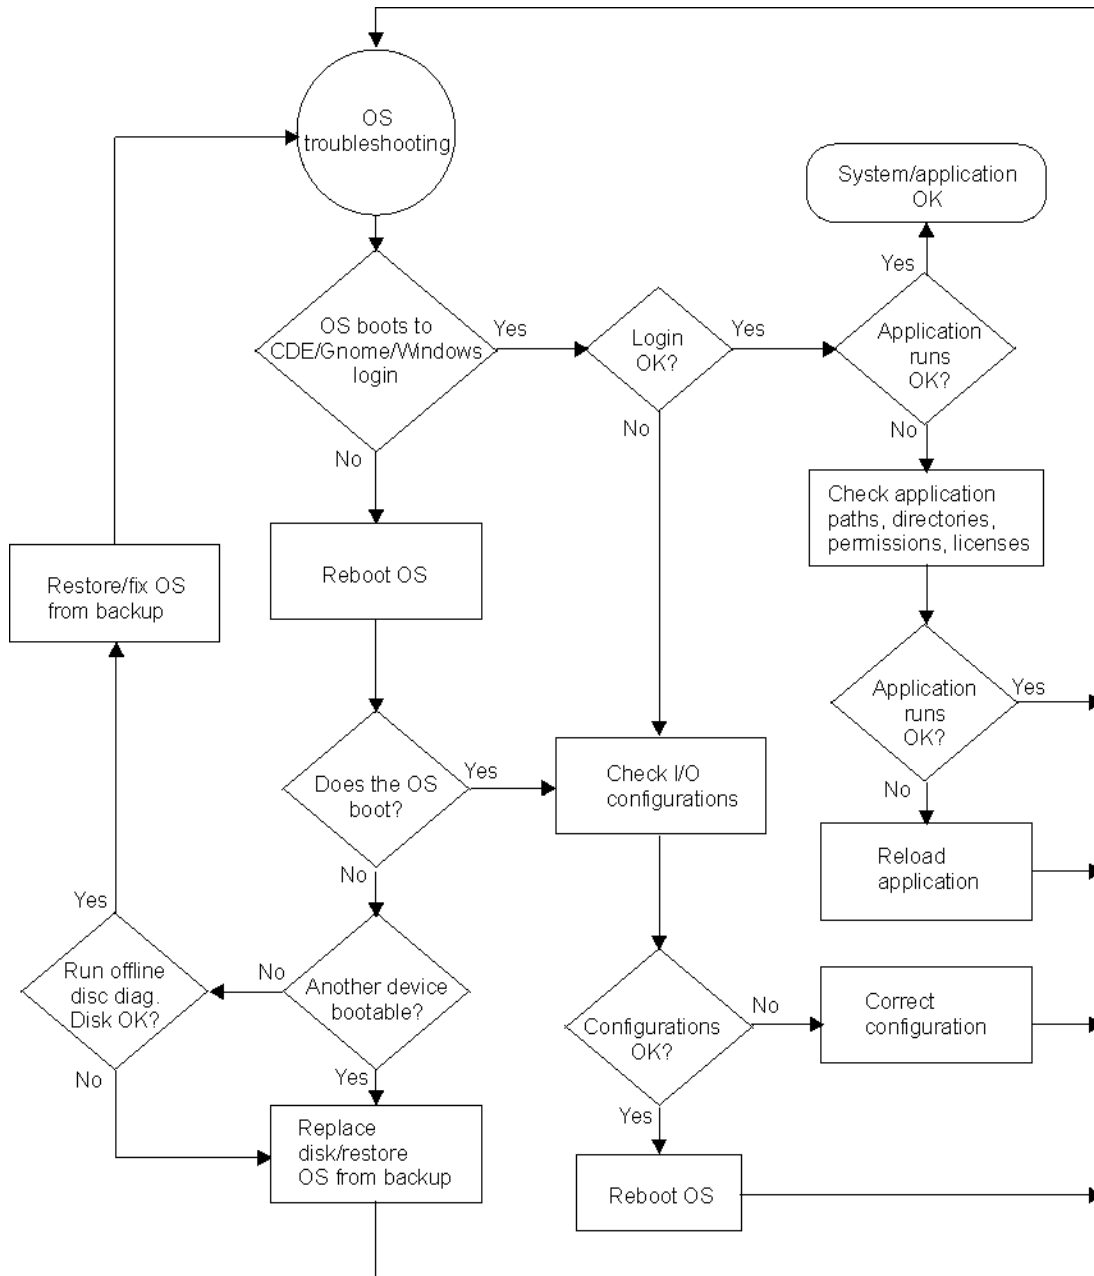 OS
troubleshooting
System/application
OK
Yes
OS boots to
CDE/Gnome/Windows
login
Yes
Login
OK?
Yes
Application
runs
OK?
No
No
No
Check application
paths, directories,
permissions, licenses
Reboot OS
Restore/fix OS
from backup
Application
runs
OK?
Yes
Does the OS
boot?
Yes
Check I/O
configurations
No
No
Reload
application
Yes
Run offline
disc diag.
Disk OK?
No
Another device
bootable?
Configurations
OK?
No
Correct
configuration
No
Yes
Yes
Replace
disk/restore
OS from backup
Reboot OS